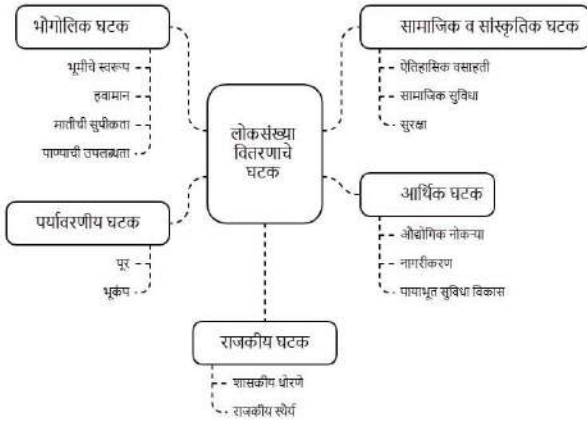 भौगोलिक घटक
भूमीचे स्वरूप
हवामान
मातीची सुपीकता
पाण्याची उपलब्धता
सामाजिक व सांस्कृतिक घटक
ऐतिहासिक वसाहती
सामाजिक सुविधा
सुरक्षा
लोकसंख्या
वितरणाचे
घटक
पर्यावरणीय घटक
पूर
भूकंप
आर्थिक घटक
औद्योगिक नोकऱ्या
नागरीकरण
पायाभूत सुविधा विकास
राजकीय घटक
शासकीय धोरणे
राजकीय स्थैर्य